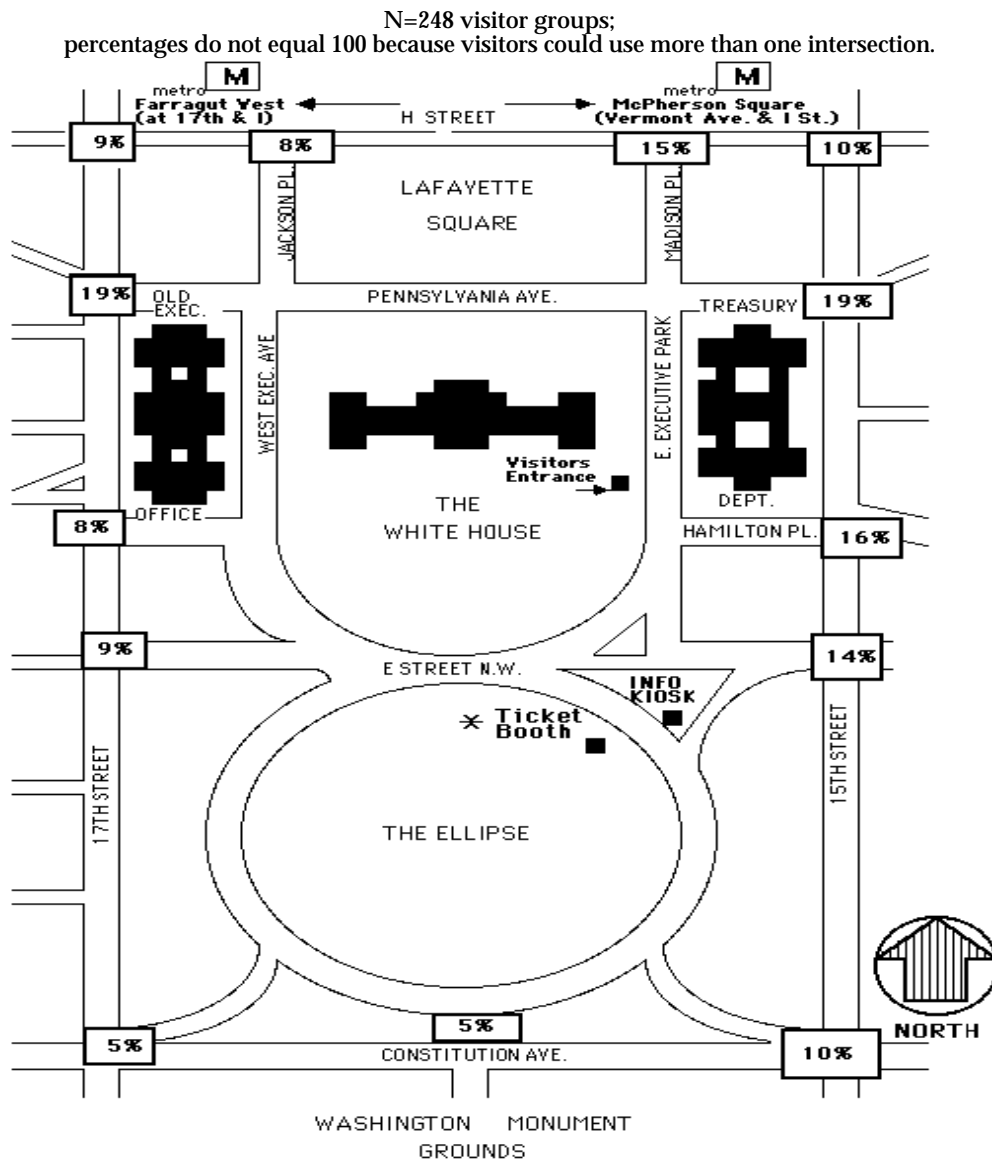 N=248 visitor groups;
percentages do not equal 100 because visitors could use more than one intersection.
M
M
metro
metro
Farragut West
(at 17th & I)
McPherson Square
(Vermont Ave. & I St.)
H STREET
9%
8%
15%
10%
JACKSON PL.
LAFAYETTE
SQUARE
MADISON PL.
19%
OLD
EXEC.
PENNSYLVANIA AVE.
TREASURY
19%
WEST EXEC. AVE
E. EXECUTIVE PARK
Visitors
Entrance
OFFICE
THE
WHITE HOUSE
DEPT.
8%
HAMILTON PL.
16%
9%
E STREET N.W.
14%
INFO
KIOSK
Ticket
Booth
17TH STREET
15TH STREET
THE ELLIPSE
NORTH
5%
5%
10%
CONSTITUTION AVE.
WASHINGTON MONUMENT
GROUNDS